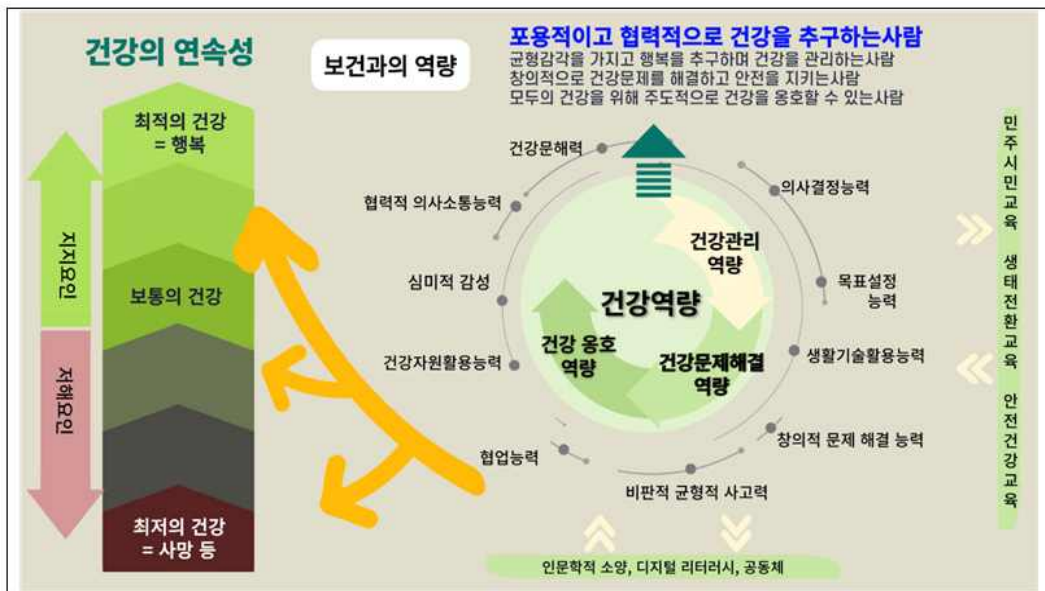 건강의 연속성
최적의 건강
= 행복
보통의 건강
최저의 건강
= 사망 등
지지요인
저해요인
보건과의 역량
포용적이고 협력적으로 건강을 추구하는사람
균형감각을 가지고 행복을 추구하며 건강을 관리하는사람
창의적으로 건강문제를 해결하고 안전을 지키는사람
모두의 건강을 위해 주도적으로 건강을 옹호할 수 있는사람
건강문해력
협력적 의사소통능력
심미적 감성
건강자원활용능력
협업능력
비판적 균형적 사고력
창의적 문제 해결 능력
생활기술활용능력
목표설정
능력
의사결정능력
건강관리
역량
건강역량
건강 옹호
역량
건강문제해결
역량
인문학적 소양, 디지털 리터러시, 공동체
민주시민교육 생태전환교육 안전건강교육